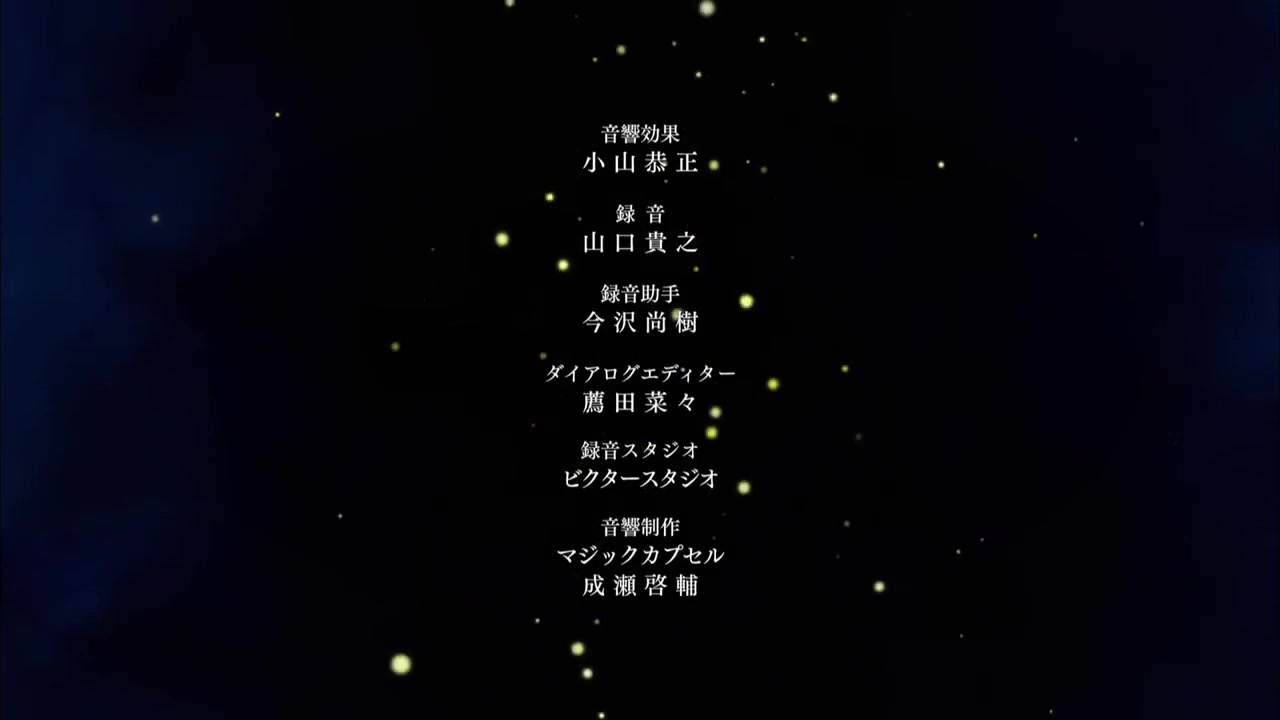 音響効果
小山恭正
録音
山口貴之
録音助手
今沢尚樹
ダイアログエディター
薦田菜々
録音スタジオ
ビクタースタジオ
音響制作
マジックカプセル
成瀬啓輔